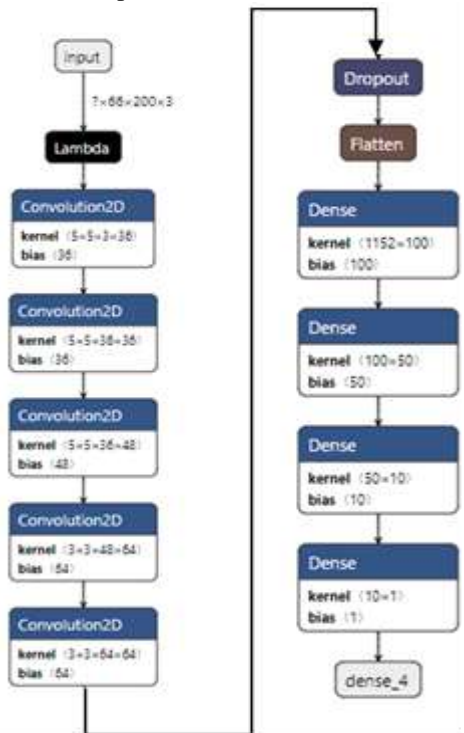 input
?×66×200×3
Lambda
Convolution2D
kernel (5×5×3×36)
bias (36)
Convolution2D
kernel (5×5×36×36)
bias (36)
Convolution2D
kernel (5×5×36×48)
bias (48)
Convolution2D
kernel (3×3×48×64)
bias (64)
Convolution2D
kernel (3×3×64×64)
bias (64)
Dropout
Flatten
Dense
kernel (1152×100)
bias (100)
Dense
kernel (100×50)
bias (50)
Dense
kernel (50×10)
bias (10)
Dense
kernel (10×1)
bias (1)
dense_4